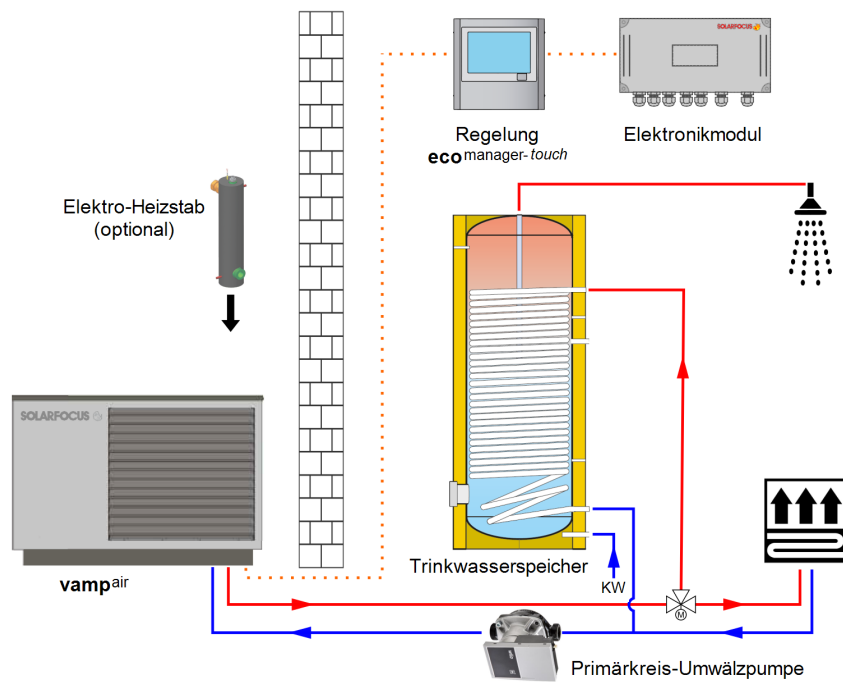 SOLARFOCUS
Regelung
ecomanager-touch
Elektronikmodul
Elektro-Heizstab
(optional)
SOLARFOCUS
Trinkwasserspeicher
KW
vampair
M
Primärkreis-Umwälzpumpe